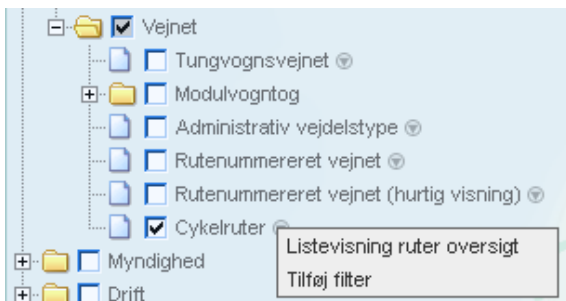 Vejnet
Tungvognsvejnet
Modulvogntog
Administrativ vejdelstype
Rutenummereret vejnet
Rutenummereret vejnet (hurtig visning)
Cykelruter
Listevisning ruter oversigt
Tilføj filter
Myndighed
Drift